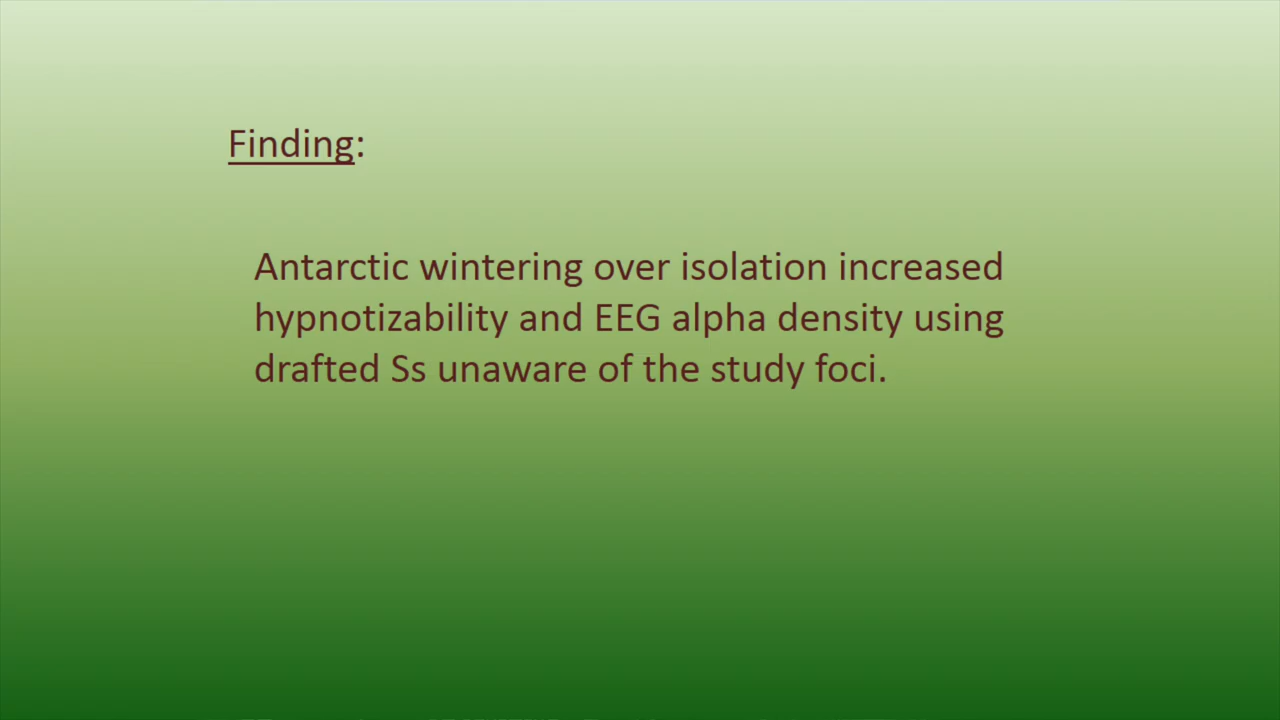 Finding:
Antarctic wintering over isolation increased
hypnotizability and EEG alpha density using
drafted Ss unaware of the study foci.